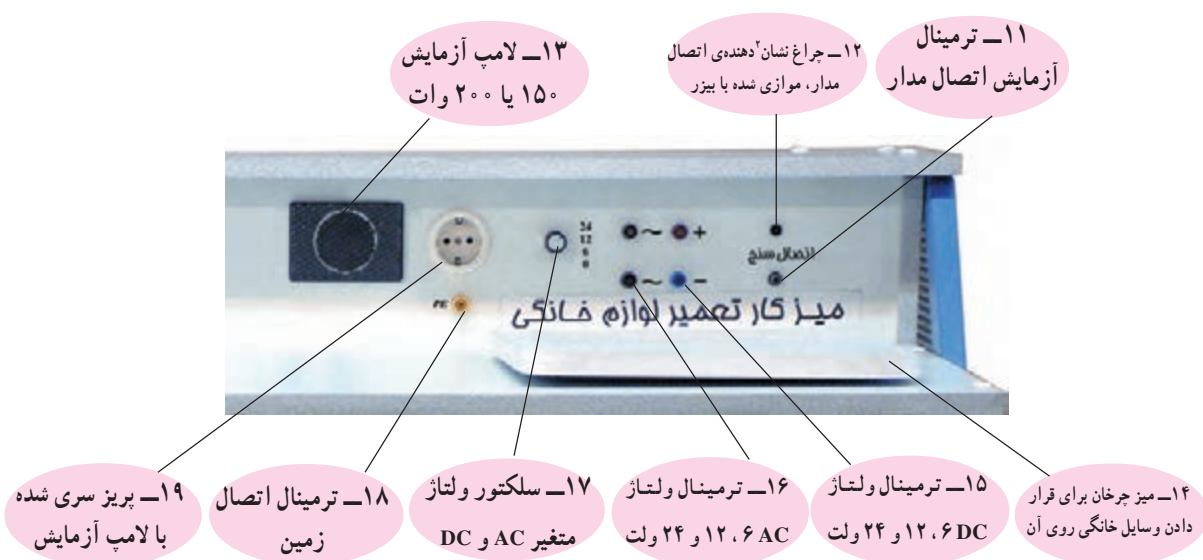 ۱۱ــ ترمینال
آزمایش اتصال مدار
۱۲ــ چراغ نشان۲دهنده‌ی اتصال
مدار، موازی شده با بیزر
۱۳ــ لامپ آزمایش
۱۵۰ یا ۲۰۰ وات
24
12
6
0
~ +
~ −
اتصال سنج
PE
میز کار تعمیر لوازم خانگی
۱۴ــ میز چرخان برای قرار
دادن وسایل خانگی روی آن
۱۵ــ ترمینال ولتاژ
DC ۶، ۱۲ و ۲۴ ولت
۱۶ــ ترمینال ولتاژ
AC ۶، ۱۲ و ۲۴ ولت
۱۷ــ سلکتور ولتاژ
متغیر AC و DC
۱۸ــ ترمینال اتصال
زمین
۱۹ــ پریز سری شده
با لامپ آزمایش